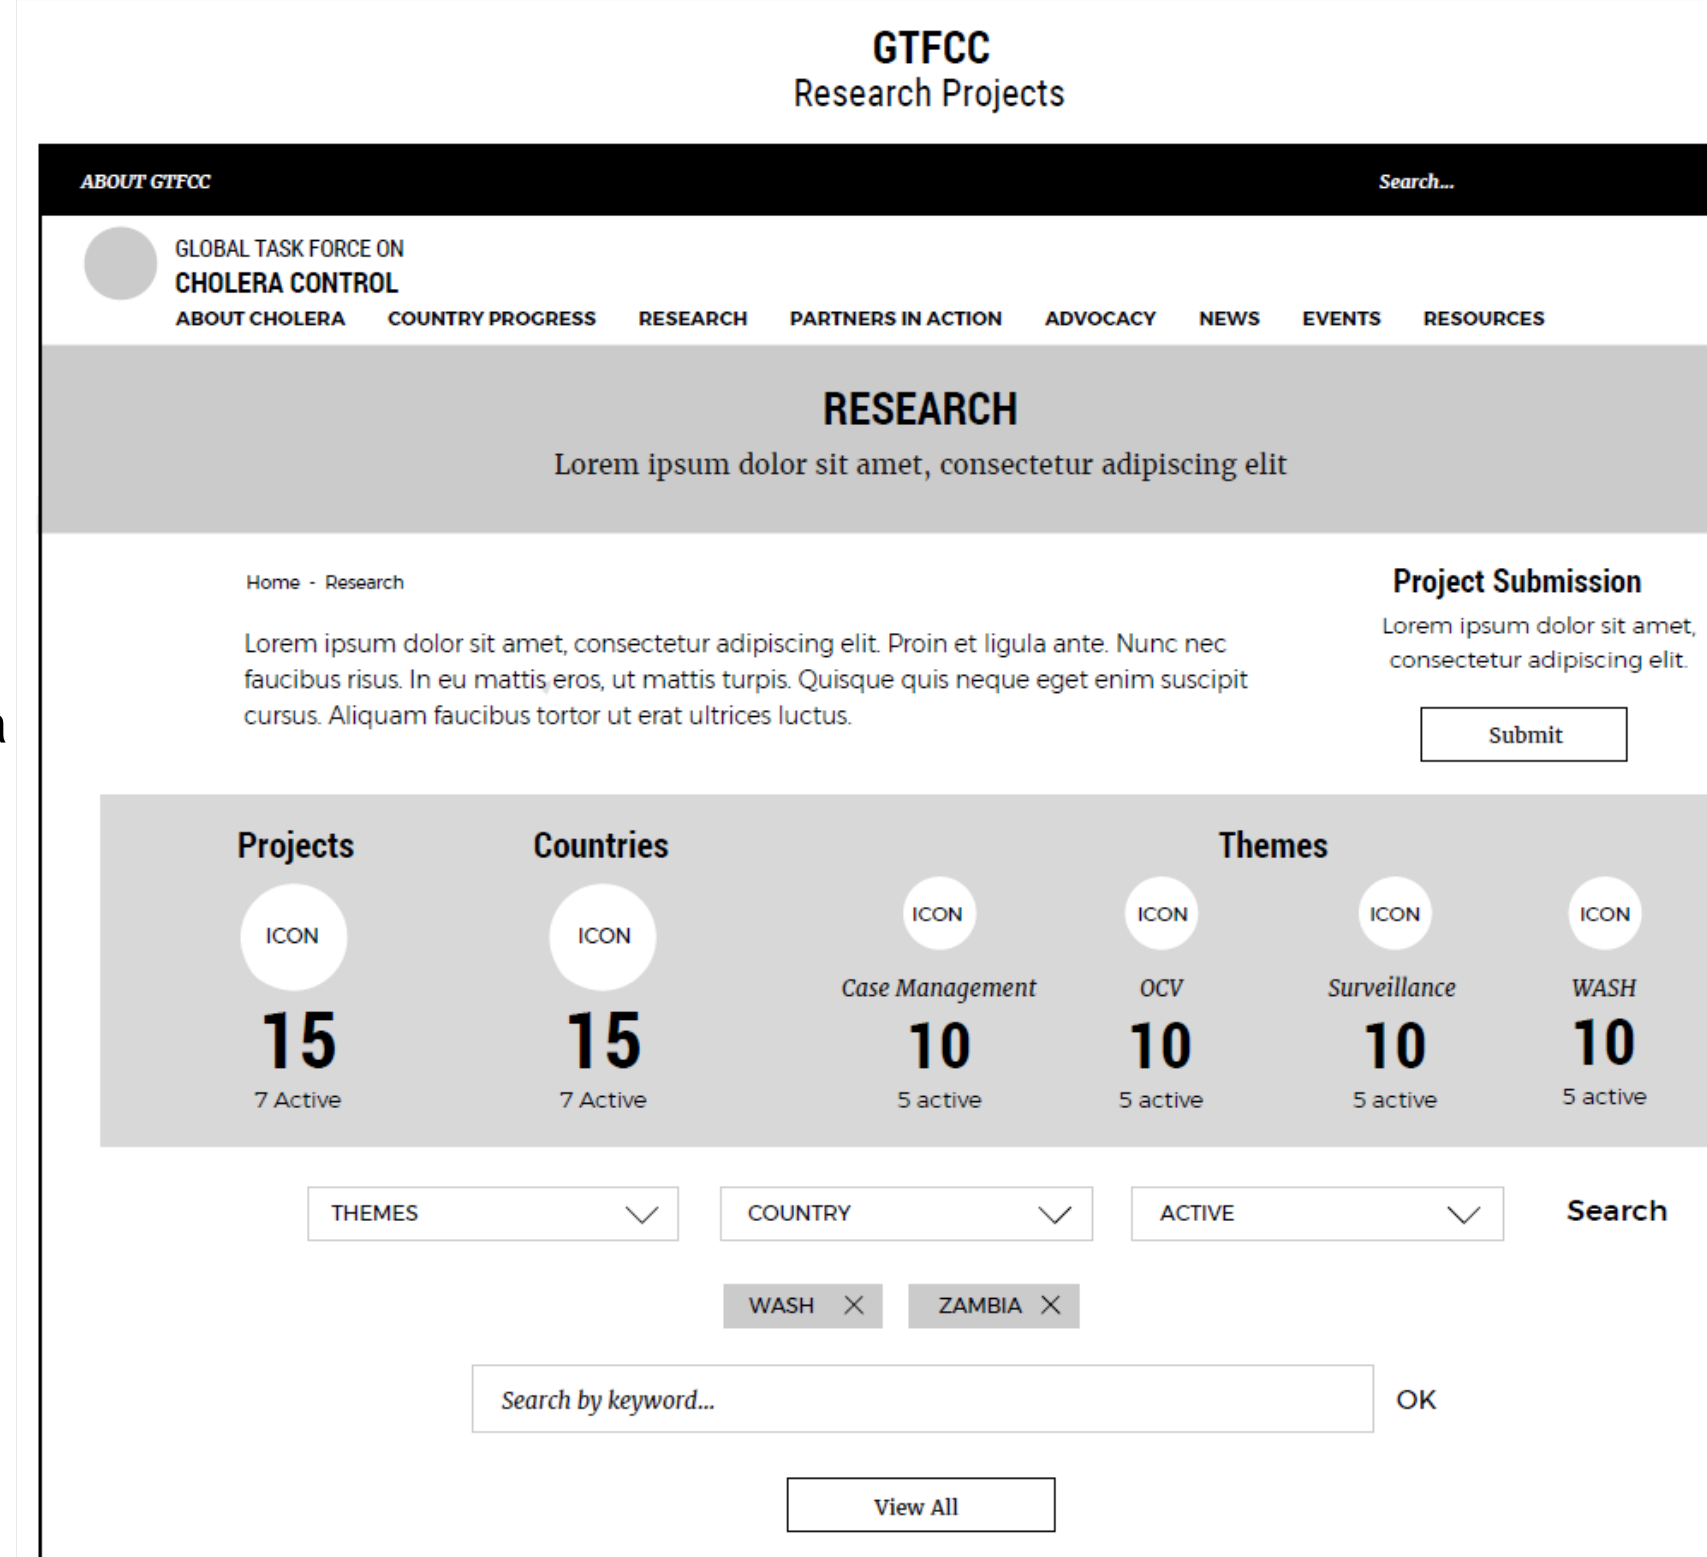 GTFCC
Research Projects
ABOUT GTFCC
Search...
GLOBAL TASK FORCE ON
CHOLERA CONTROL
ABOUT CHOLERA COUNTRY PROGRESS RESEARCH PARTNERS IN ACTION ADVOCACY NEWS EVENTS RESOURCES
RESEARCH
Lorem ipsum dolor sit amet, consectetur adipiscing elit
Home - Research
Lorem ipsum dolor sit amet, consectetur adipiscing elit. Proin et ligula ante. Nunc nec
faucibus risus. In eu mattis eros, ut mattis turpis. Quisque quis neque eget enim suscipit
cursus. Aliquam faucibus tortor ut erat ultrices luctus.
Project Submission
Lorem ipsum dolor sit amet,
consectetur adipiscing elit.
Submit
Projects Countries Themes
ICON ICON ICON ICON ICON ICON
Case Management OCV Surveillance WASH
15 15 10 10 10 10
7 Active 7 Active 5 active 5 active 5 active 5 active
THEMES COUNTRY ACTIVE Search
WASH ZAMBIA
Search by keyword... OK
View All